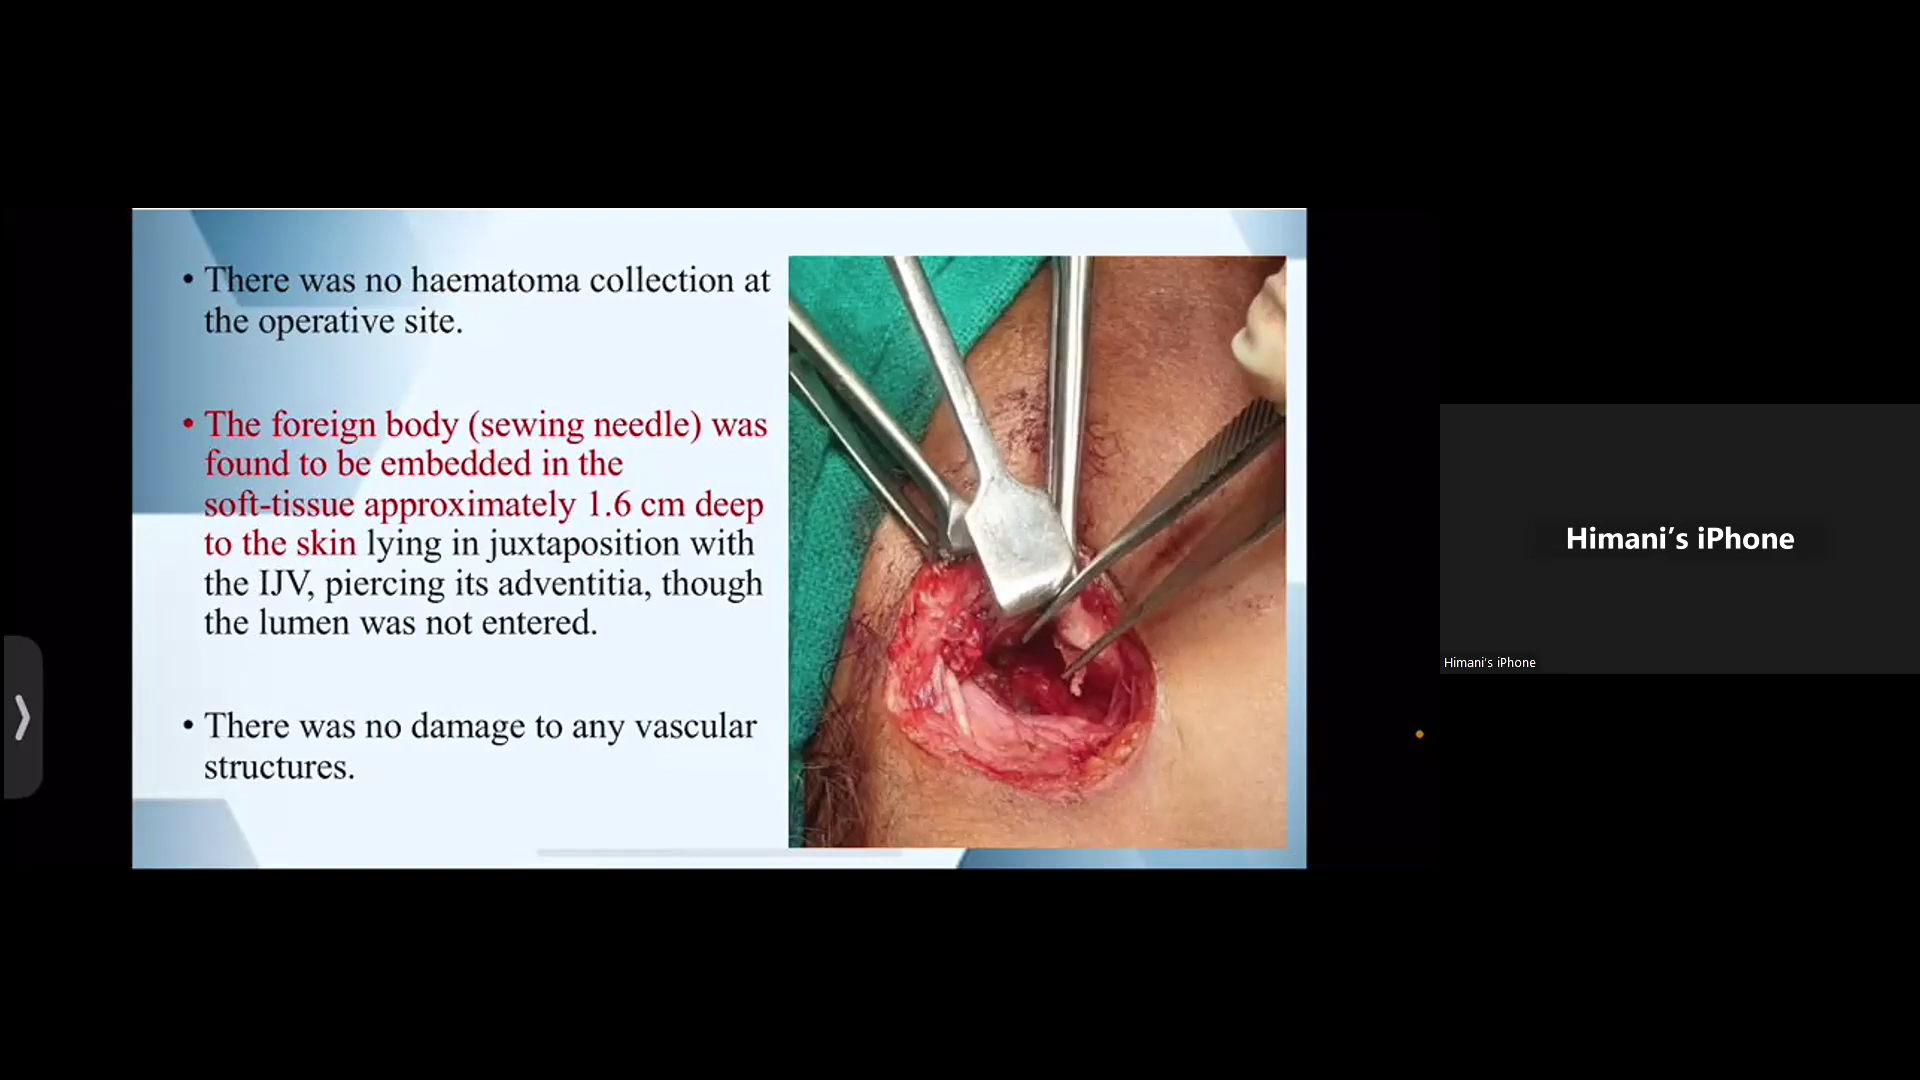 • There was no haematoma collection at
the operative site.
• The foreign body (sewing needle) was
found to be embedded in the
soft-tissue approximately 1.6 cm deep
to the skin lying in juxtaposition with
the IJV, piercing its adventitia, though
the lumen was not entered.
• There was no damage to any vascular
structures.
Himani's iPhone
Himani's iPhone